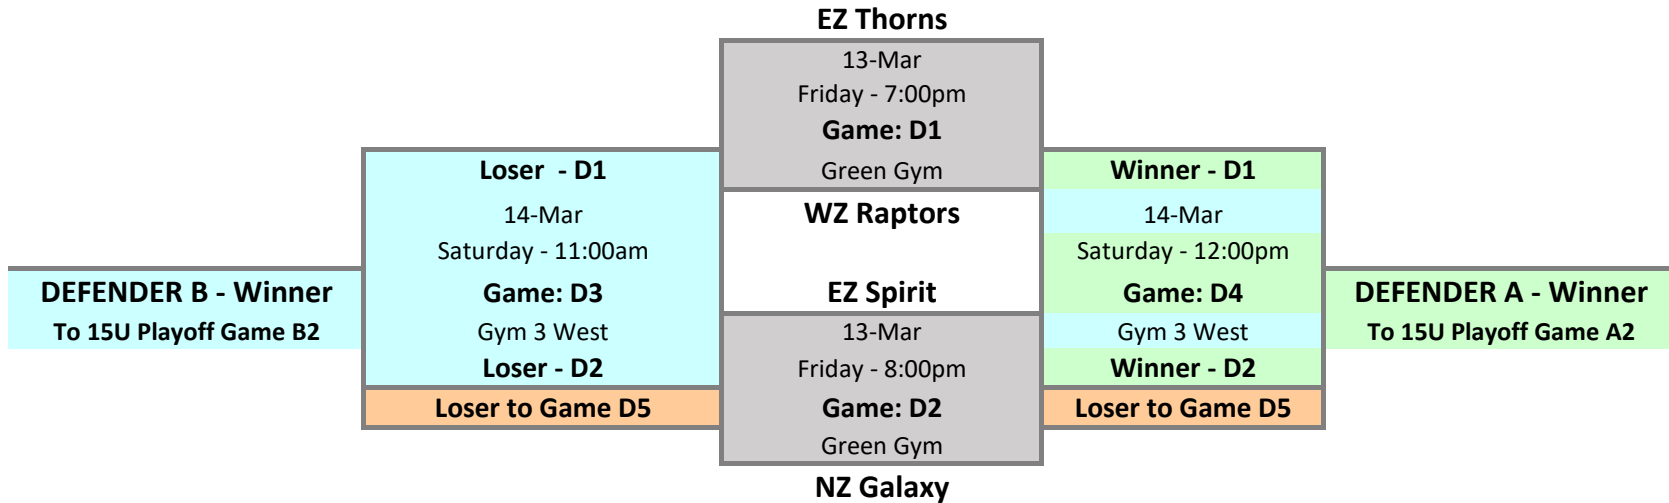 EZ Thorns
13-Mar
Friday - 7:00pm
Game: D1
Loser - D1
Green Gym
Winner - D1
14-Mar
WZ Raptors
14-Mar
Saturday - 11:00am
Saturday - 12:00pm
DEFENDER B - Winner
Game: D3
EZ Spirit
Game: D4
DEFENDER A - Winner
To 15U Playoff Game B2
Gym 3 West
13-Mar
Gym 3 West
To 15U Playoff Game A2
Loser - D2
Friday - 8:00pm
Winner - D2
Loser to Game D5
Game: D2
Loser to Game D5
Green Gym
NZ Galaxy